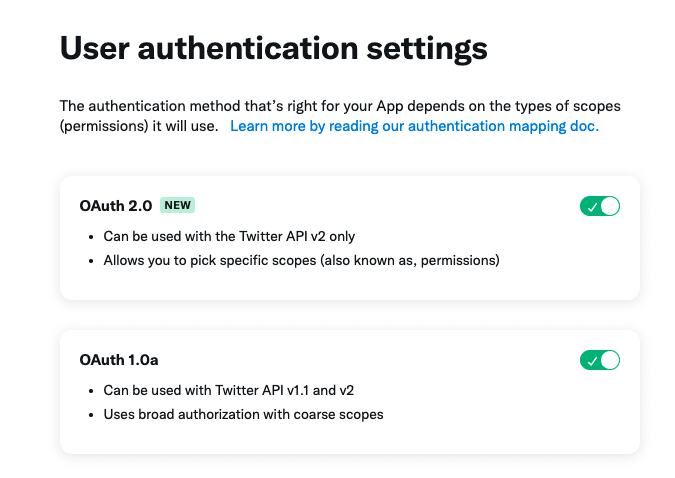 User authentication settings
The authentication method that’s right for your App depends on the types of scopes
(permissions) it will use. Learn more by reading our authentication mapping doc.
OAuth 2.0 NEW
• Can be used with the Twitter API v2 only
• Allows you to pick specific scopes (also known as, permissions)
OAuth 1.0a
• Can be used with Twitter API v1.1 and v2
• Uses broad authorization with coarse scopes